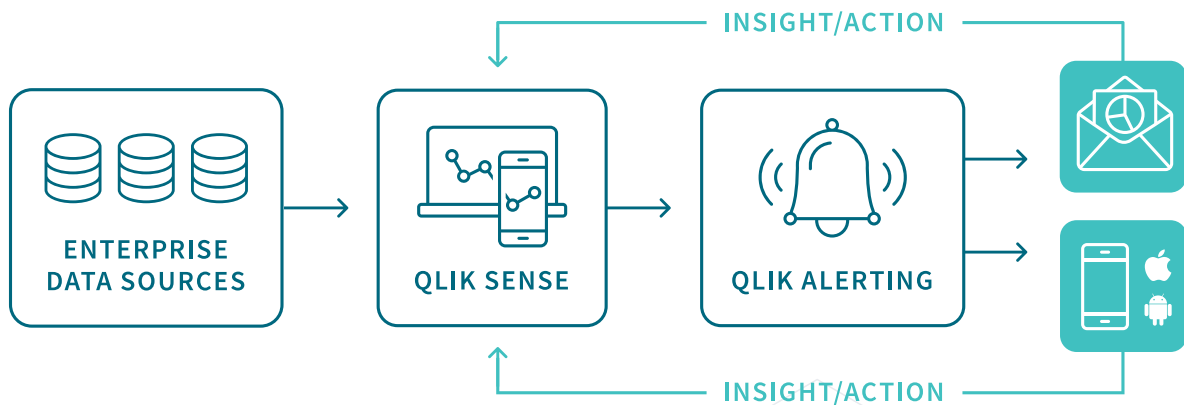 INSIGHT/ACTION
ENTERPRISE
DATA SOURCES
QLIK SENSE
QLIK ALERTING
INSIGHT/ACTION